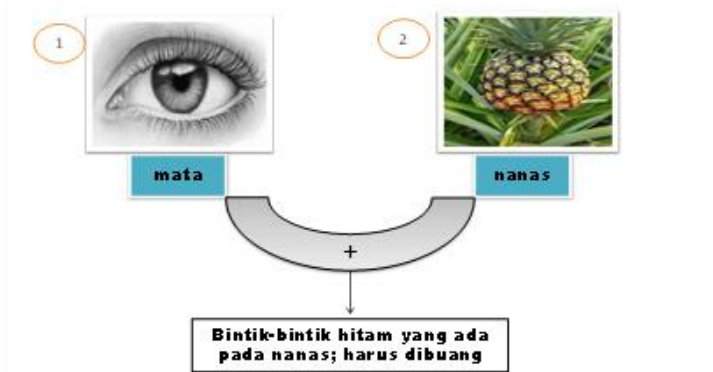 1
2
mata
nanas
+
Bintik-bintik hitam yang ada
pada nanas; harus dibuang